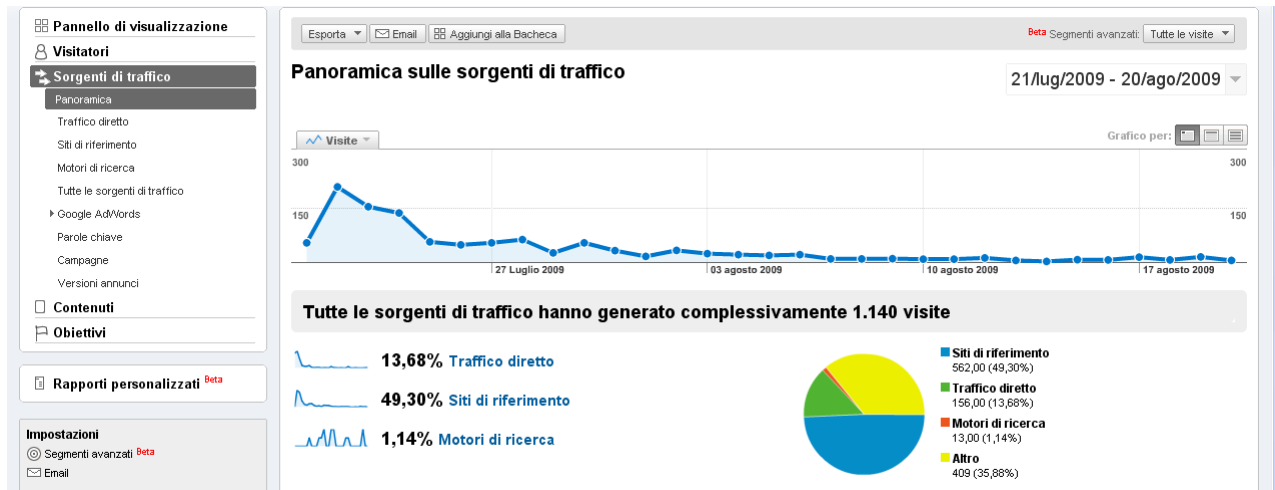 Pannello di visualizzazione
Visitatori
Sorgenti di traffico
Panoramica
Traffico diretto
Siti di riferimento
Motori di ricerca
Tutte le sorgenti di traffico
Google AdWords
Parole chiave
Campagne
Versioni annunci
Contenuti
Obiettivi
Rapporti personalizzati Beta
Impostazioni
Segmenti avanzati Beta
Email
Esporta Email Aggiungi alla Bacheca Beta Segmenti avanzati: Tutte le visite
Panoramica sulle sorgenti di traffico
21/lug/2009 - 20/ago/2009
Visite Grafico per:
300 300
150 150
27 Luglio 2009 03 agosto 2009 10 agosto 2009 17 agosto 2009
Tutte le sorgenti di traffico hanno generato complessivamente 1.140 visite
13,68% Traffico diretto
49,30% Siti di riferimento
1,14% Motori di ricerca
Siti di riferimento
562,00 (49,30%)
Traffico diretto
156,00 (13,68%)
Motori di ricerca
13,00 (1,14%)
Altro
409 (35,88%)